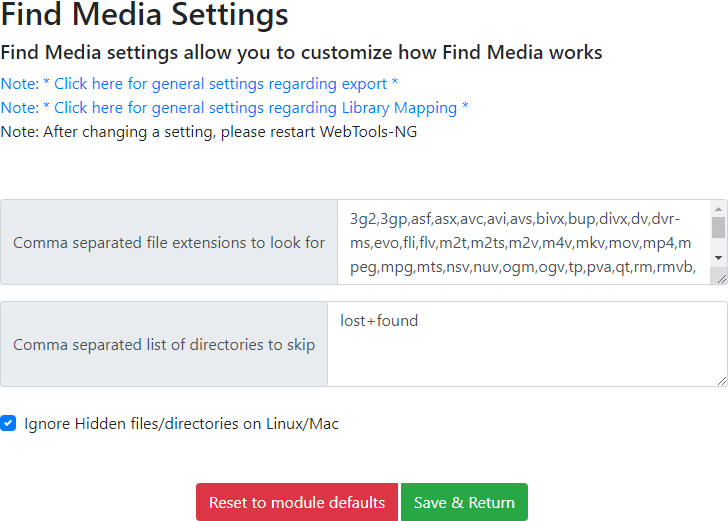 Find Media Settings
Find Media settings allow you to customize how Find Media works
Note: * Click here for general settings regarding export *
Note: * Click here for general settings regarding Library Mapping *
Note: After changing a setting, please restart WebTools-NG
Comma separated file extensions to look for
3g2,3gp,asf,asx,avc,avi,avs,bivx,bup,divx,dv,dvr-
ms,evo,fli,flv,m2t,m2ts,m2v,m4v,mkv,mov,mp4,m
peg,mpg,mts,nsv,nuv,ogm,ogv,tp,pva,qt,rm,rmvb,
Comma separated list of directories to skip
lost+found
Ignore Hidden files/directories on Linux/Mac
Reset to module defaults
Save & Return